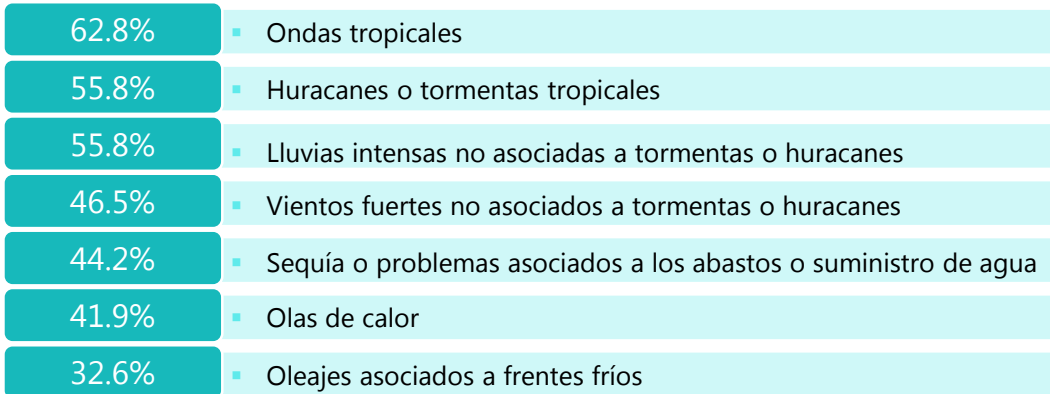 62.8% ▪ Ondas tropicales
55.8% ▪ Huracanes o tormentas tropicales
55.8% ▪ Lluvias intensas no asociadas a tormentas o huracanes
46.5% ▪ Vientos fuertes no asociados a tormentas o huracanes
44.2% ▪ Sequía o problemas asociados a los abastos o suministro de agua
41.9% ▪ Olas de calor
32.6% ▪ Oleajes asociados a frentes fríos